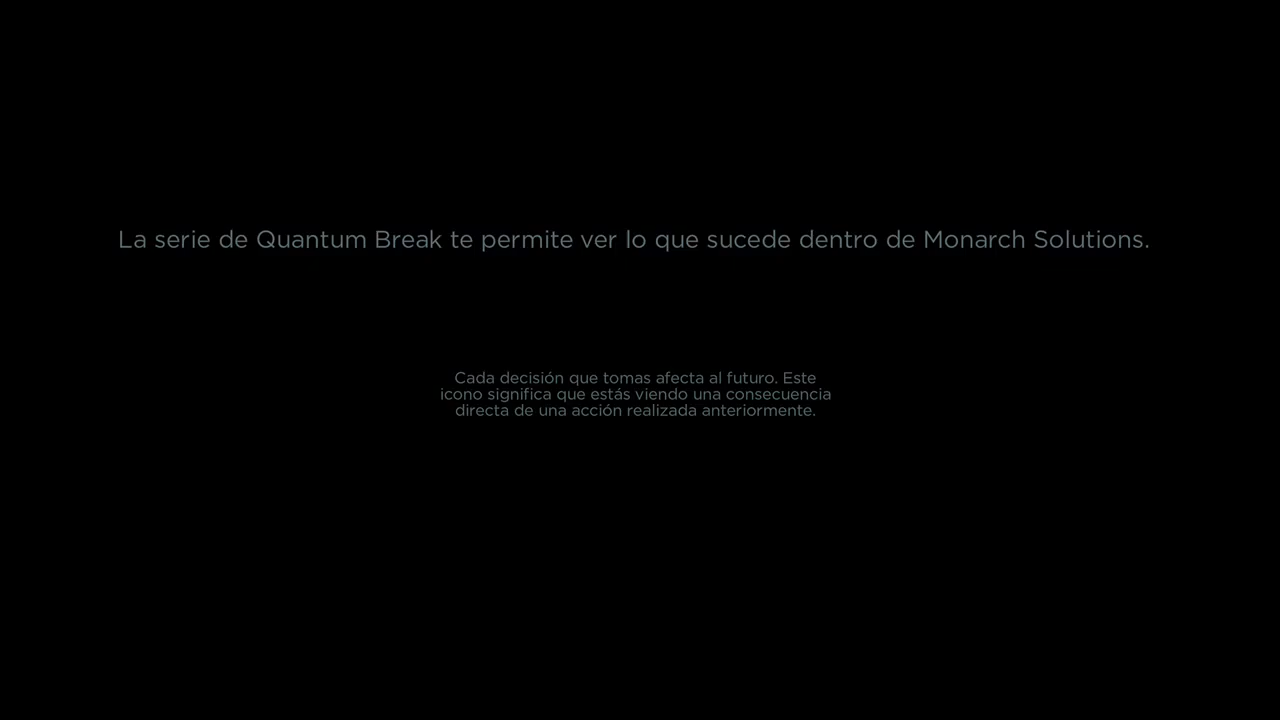 La serie de Quantum Break te permite ver lo que sucede dentro de Monarch Solutions.
Cada decisión que tomas afecta al futuro. Este
icono significa que estás viendo una consecuencia
directa de una acción realizada anteriormente.